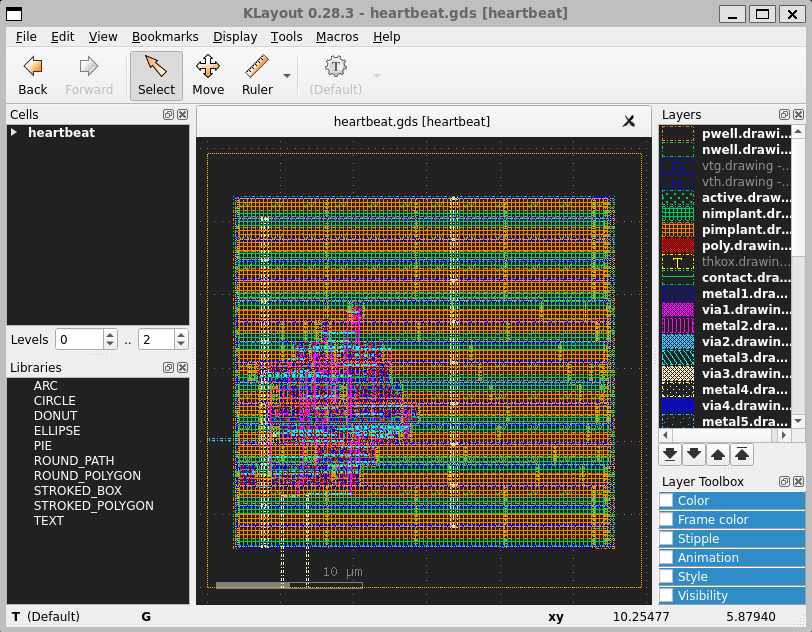 KLayout 0.28.3 - heartbeat.gds [heartbeat]
File Edit View Bookmarks Display Tools Macros Help
Back Forward Select Move Ruler T (Default)
Cells
heartbeat
Levels 0 .. 2
Libraries
ARC
CIRCLE
DONUT
ELLIPSE
PIE
ROUND_PATH
ROUND_POLYGON
STROKED_BOX
STROKED_POLYGON
TEXT
heartbeat.gds [heartbeat]
10 μm
Layers
pwell.drawi...
nwell.drawi...
vtg.drawing -...
vth.drawing -...
active.draw...
nimplant.dr...
pimplant.dr...
poly.drawin...
thkox.drawin...
contact.dra...
metal1.dra...
via1.drawin...
metal2.dra...
via2.drawin...
metal3.dra...
via3.drawin...
metal4.dra...
via4.drawin...
metal5.dra...
Layer Toolbox
Color
Frame color
Stipple
Animation
Style
Visibility
T (Default) G xy 10.25477 5.87940